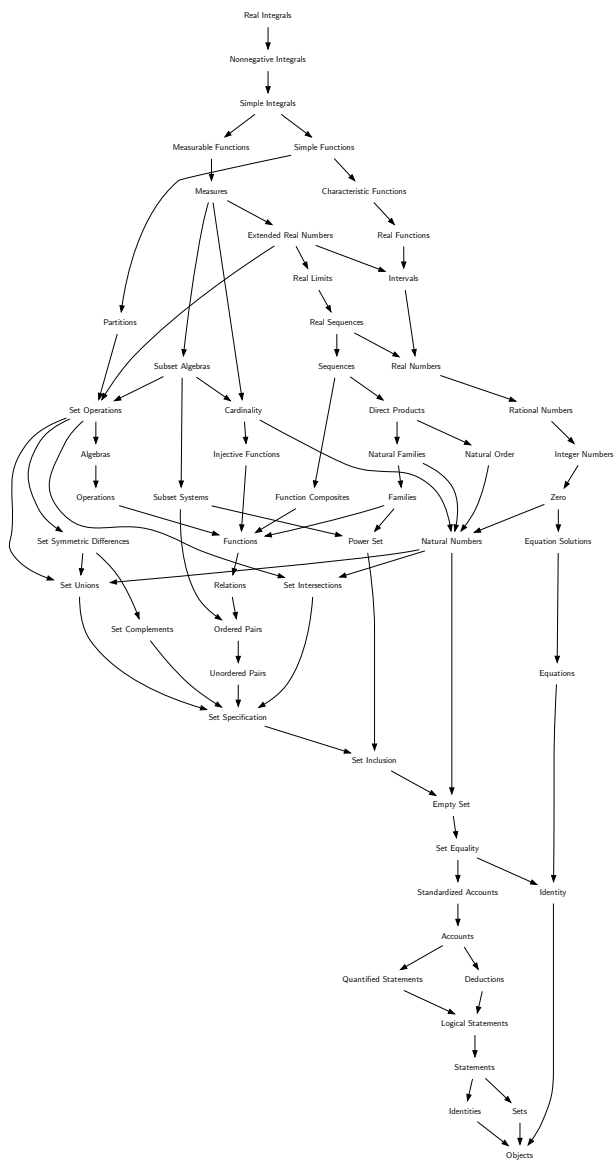 Real Integrals
Nonnegative Integrals
Simple Integrals
Measurable Functions Simple Functions
Measures Characteristic Functions
Extended Real Numbers Real Functions
Real Limits Intervals
Partitions Real Sequences
Subset Algebras Sequences Real Numbers
Set Operations Cardinality Direct Products Rational Numbers
Algebras Injective Functions Natural Families Natural Order Integer Numbers
Operations Subset Systems Function Composites Families Zero
Set Symmetric Differences Functions Power Set Natural Numbers Equation Solutions
Set Unions Relations Set Intersections
Set Complements Ordered Pairs
Unordered Pairs Equations
Set Specification
Set Inclusion
Empty Set
Set Equality
Standardized Accounts Identity
Accounts
Quantified Statements Deductions
Logical Statements
Statements
Identities Sets
Objects